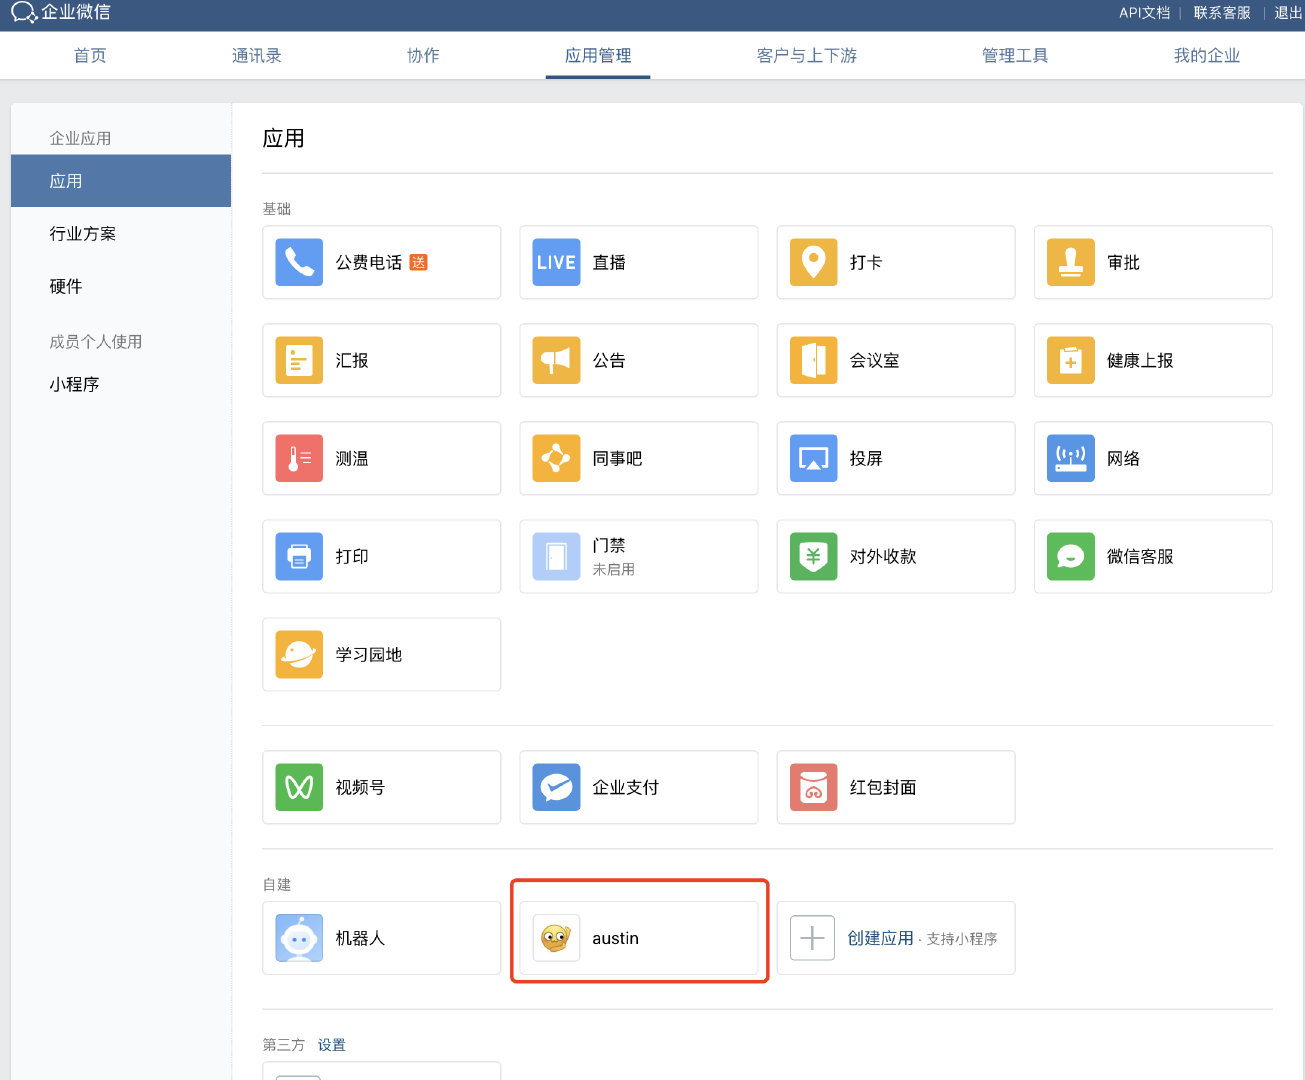 企业微信
API文档 | 联系客服 | 退出
首页 通讯录 协作 应用管理 客户与上下游 管理工具 我的企业
企业应用
应用
行业方案
硬件
成员个人使用
小程序
应用
基础
公费电话 送
LIVE 直播
打卡
审批
汇报
公告
会议室
健康上报
测温
同事吧
投屏
网络
打印
门禁
未启用
¥ 对外收款
微信客服
学习园地
视频号
企业支付
红包封面
自建
机器人
austin
创建应用 · 支持小程序
第三方 设置